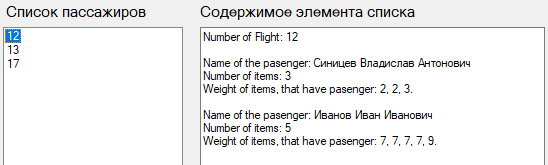 Список пассажиров
12
13
17
Содержимое элемента списка
Number of Flight: 12
Name of the pasenger: Синицев Владислав Антонович
Number of items: 3
Weight of items, that have pasenger: 2, 2, 3.
Name of the pasenger: Иванов Иван Иванович
Number of items: 5
Weight of items, that have pasenger: 7, 7, 7, 7, 9.